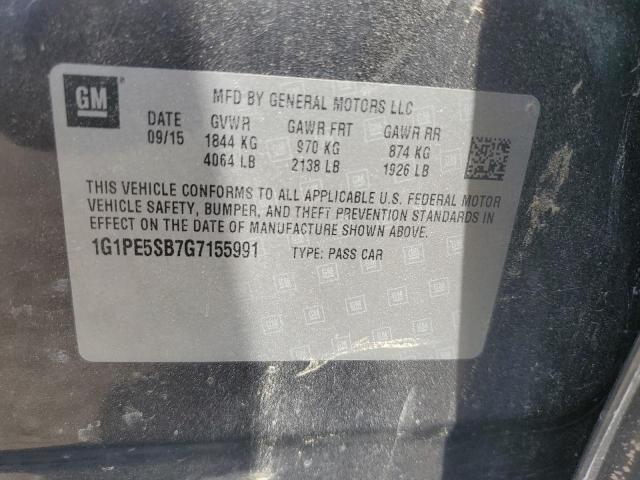 GM
MFD BY GENERAL MOTORS LLC
DATE GVWR GAWR FRT GAWR RR
09/15 1844 KG 970 KG 874 KG
4064 LB 2138 LB 1926 LB
THIS VEHICLE CONFORMS TO ALL APPLICABLE U.S. FEDERAL MOTOR
VEHICLE SAFETY, BUMPER, AND THEFT PREVENTION STANDARDS IN
EFFECT ON THE DATE OF MANUFACTURE SHOWN ABOVE.
1G1PE5SB7G7155991 TYPE: PASS CAR